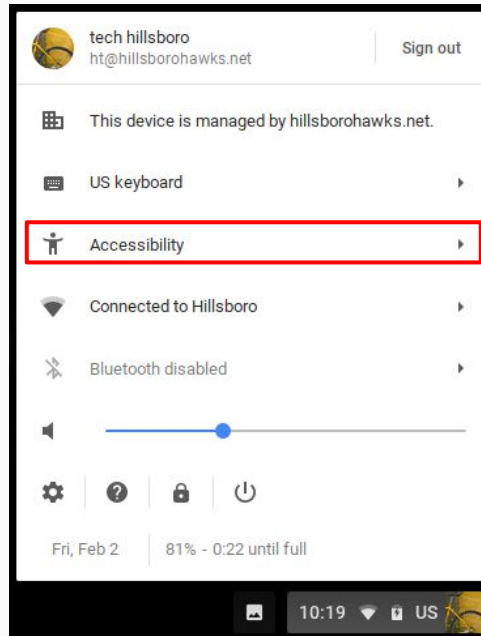 tech hillsboro
ht@hillsborohawks.net
Sign out
This device is managed by hillsborohawks.net.
US keyboard
Accessibility
Connected to Hillsboro
Bluetooth disabled
Fri, Feb 2
81% - 0:22 until full
10:19
US